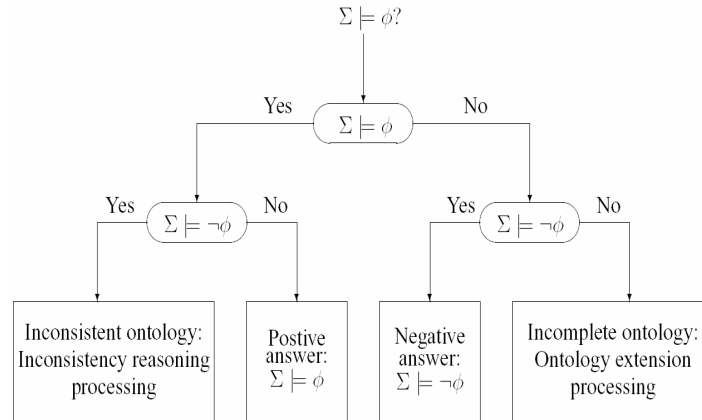 Σ ⊨ ϕ?
Yes
No
Σ ⊨ ϕ
Yes
No
Yes
No
Σ ⊨ ¬ϕ
Σ ⊨ ¬ϕ
Inconsistent ontology:
Inconsistency reasoning
processing
Postive
answer:
Σ ⊨ ϕ
Negative
answer:
Σ ⊨ ¬ϕ
Incomplete ontology:
Ontology extension
processing